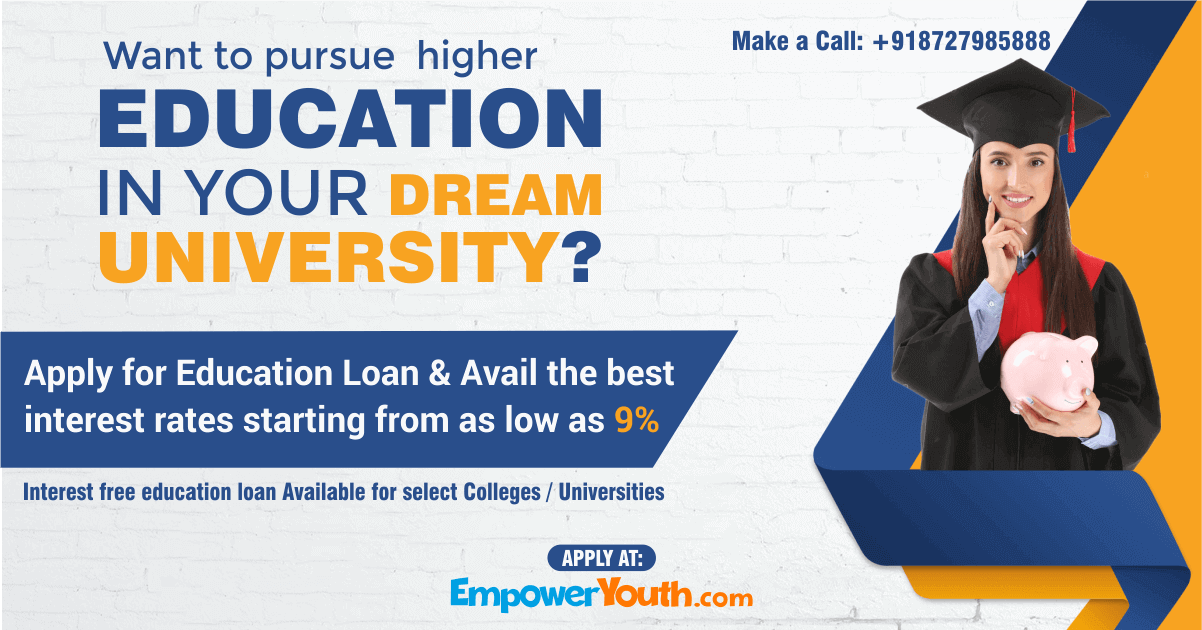 Want to pursue higher
EDUCATION
IN YOUR DREAM
UNIVERSITY?
Make a Call: +918727985888
Apply for Education Loan & Avail the best
interest rates starting from as low as 9%
Interest free education loan Available for select Colleges / Universities
APPLY AT:
EmpowerYouth.com